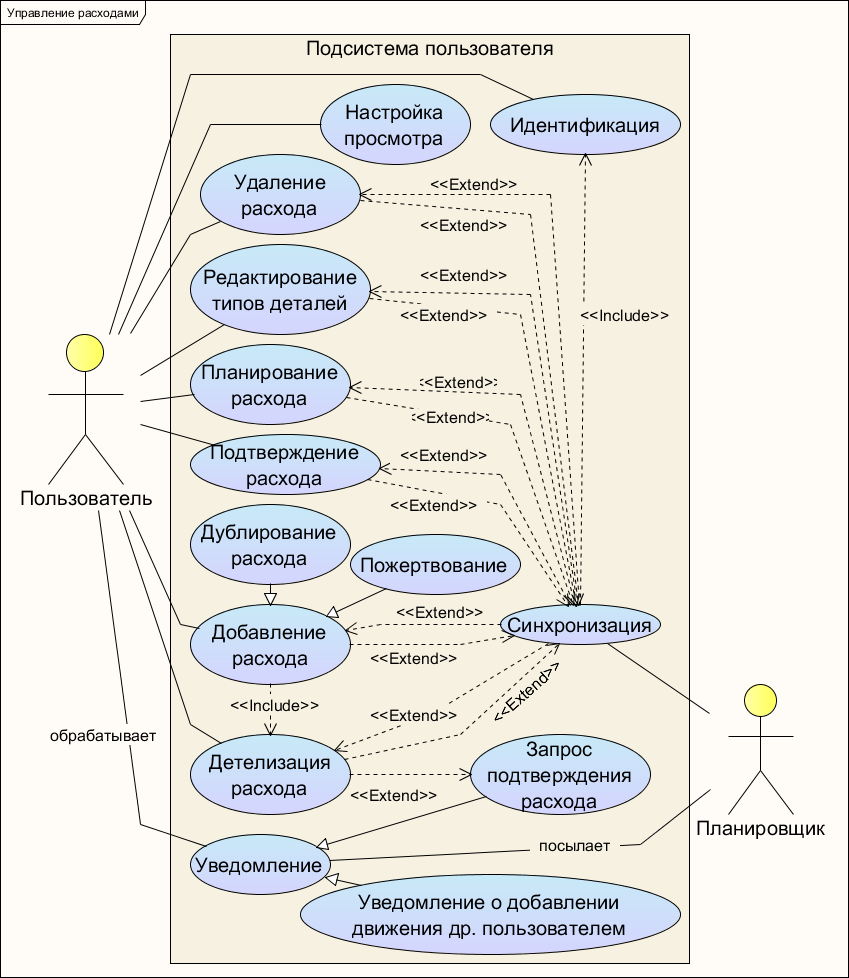 Управление расходами
Подсистема пользователя
Настройка
просмотра
Идентификация
Удаление
расхода
<<Extend>>
<<Extend>>
Редактирование
типов деталей
<<Extend>>
<<Extend>>
<<Include>>
Планирование
расхода
<<Extend>>
<<Extend>>
Подтверждение
расхода
<<Extend>>
<<Extend>>
Пользователь
Дублирование
расхода
Пожертвование
Добавление
расхода
<<Extend>>
<<Extend>>
Синхронизация
<<Include>>
<<Extend>>
<<Extend>>
обрабатывает
Детелизация
расхода
<<Extend>>
Запрос
подтверждения
расхода
Планировщик
посылает
Уведомление
Уведомление о добавлении
движения др. пользователем